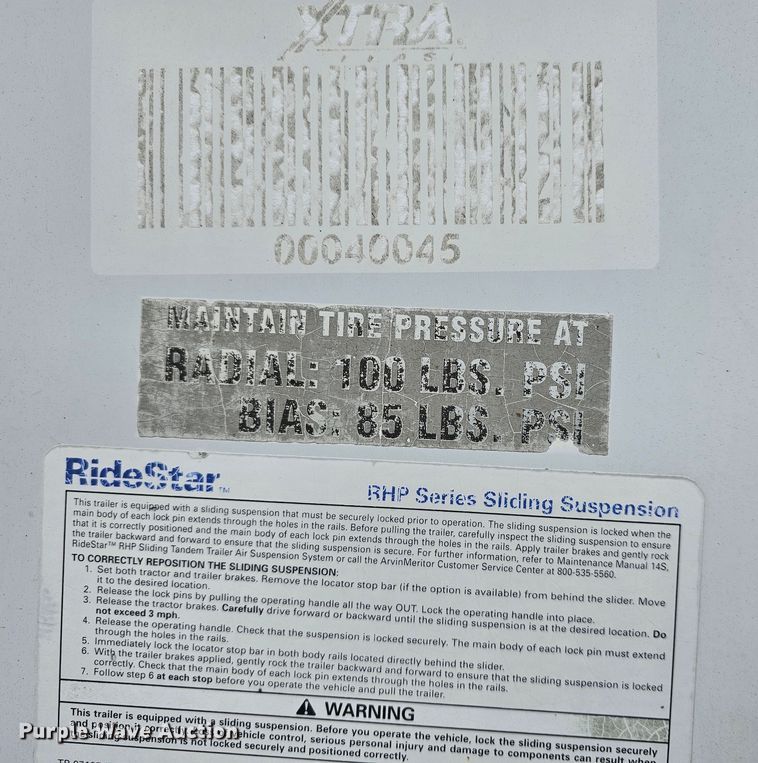 XTRA
00040045
MAINTAIN TIRE PRESSURE AT
RADIAL: 100 LBS. PSI
BIAS: 85 LBS. PSI
RideStar™
RHP Series Sliding Suspension
This trailer is equipped with a sliding suspension that must be securely locked prior to operation. The sliding suspension is locked when the
main body of each lock pin extends through the holes in the rails. Before pulling the trailer, carefully inspect the sliding suspension to ensure
that it is correctly positioned and the main body of each lock pin extends through the holes in the rails. Apply trailer brakes and gently rock
the trailer backward and forward to ensure that the sliding suspension is secure. For further information, refer to Maintenance Manual 14S,
RideStar™ RHP Sliding Tandem Trailer Air Suspension System or call the ArvinMeritor Customer Service Center at 800-535-5560.
TO CORRECTLY REPOSITION THE SLIDING SUSPENSION:
1. Set both tractor and trailer brakes. Remove the locator stop bar (if the option is available) from behind the slider. Move
it to the desired location.
2. Release the lock pins by pulling the operating handle all the way OUT. Lock the operating handle into place.
3. Release the tractor brakes. Carefully drive forward or backward until the sliding suspension is at the desired location. Do
not exceed 3 mph.
4. Release the operating handle. Check that the suspension is locked securely. The main body of each lock pin must extend
through the holes in the rails.
5. Immediately lock the locator stop bar in both body rails located directly behind the slider.
6. With the trailer brakes applied, gently rock the trailer backward and forward to ensure that the suspension is locked
correctly. Check that the main body of each lock pin extends through the holes in the rails.
7. Follow step 6 at each stop before you operate the vehicle and pull the trailer.
WARNING
This trailer is equipped with a sliding suspension. Before you operate the vehicle, lock the sliding suspension securely
and position it correctly. vehicle control, serious personal injury and damage to components can result when
sliding suspension is not locked securely and positioned correctly.
Purple Wave Auction